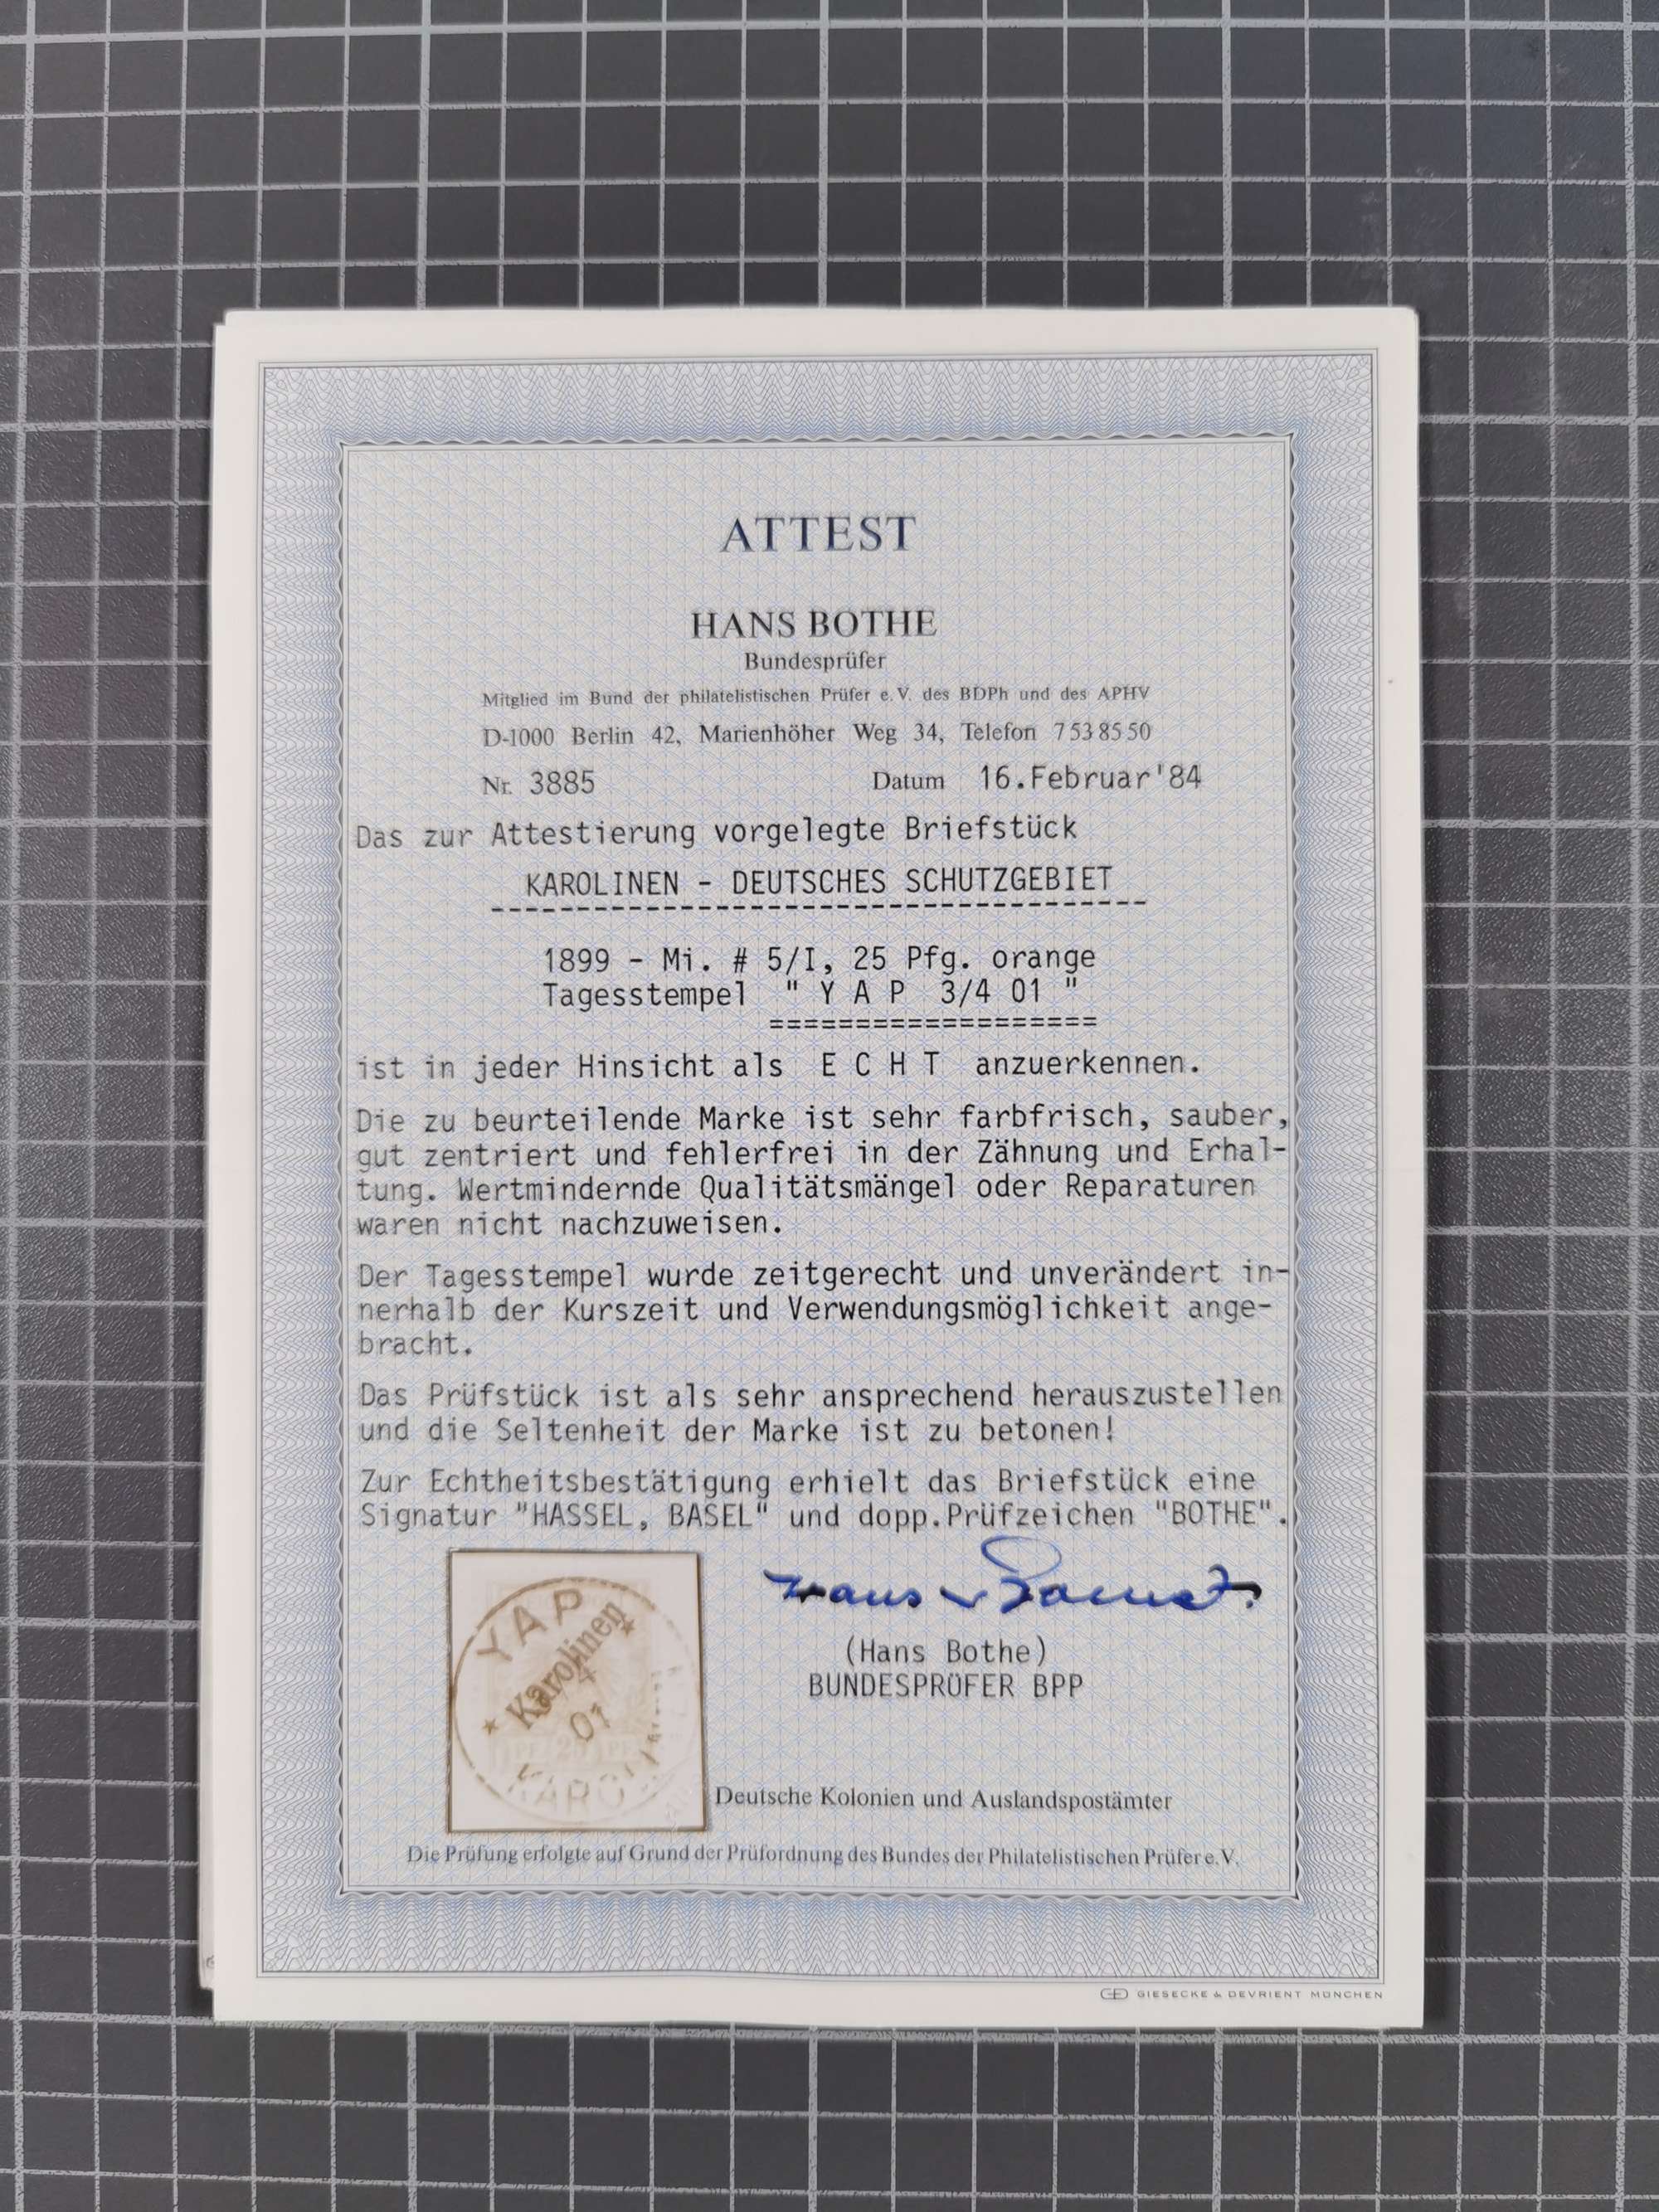 ATTEST
HANS BOTHE
Bundesprüfer
Mitglied im Bund der philatelistischen Prüfer e.V. des BDPh und des APHV
D-1000 Berlin 42, Marienhöher Weg 34, Telefon 7538550
Nr. 3885 Datum 16.Februar'84
Das zur Attestierung vorgelegte Briefstück
KAROLINEN - DEUTSCHES SCHUTZGEBIET
1899 - Mi. # 5/I, 25 Pfg. orange
Tagesstempel " Y A P 3/4 01 "
ist in jeder Hinsicht als E C H T anzuerkennen.
Die zu beurteilende Marke ist sehr farbfrisch, sauber,
gut zentriert und fehlerfrei in der Zähnung und Erhal-
tung. Wertmindernde Qualitätsmängel oder Reparaturen
waren nicht nachzuweisen.
Der Tagesstempel wurde zeitgerecht und unverändert in-
nerhalb der Kurszeit und Verwendungsmöglichkeit ange-
bracht.
Das Prüfstück ist als sehr ansprechend herauszustellen
und die Seltenheit der Marke ist zu betonen!
Zur Echtheitsbestätigung erhielt das Briefstück eine
Signatur "HASSEL, BASEL" und dopp.Prüfzeichen "BOTHE".
YAP
Karolinen
4
01
25
(Hans Bothe)
BUNDESPRÜFER BPP
Deutsche Kolonien und Auslandspostämter
Die Prüfung erfolgte auf Grund der Prüfordnung des Bundes der Philatelistischen Prüfer e.V.
GIESECKE & DEVRIENT MÜNCHEN